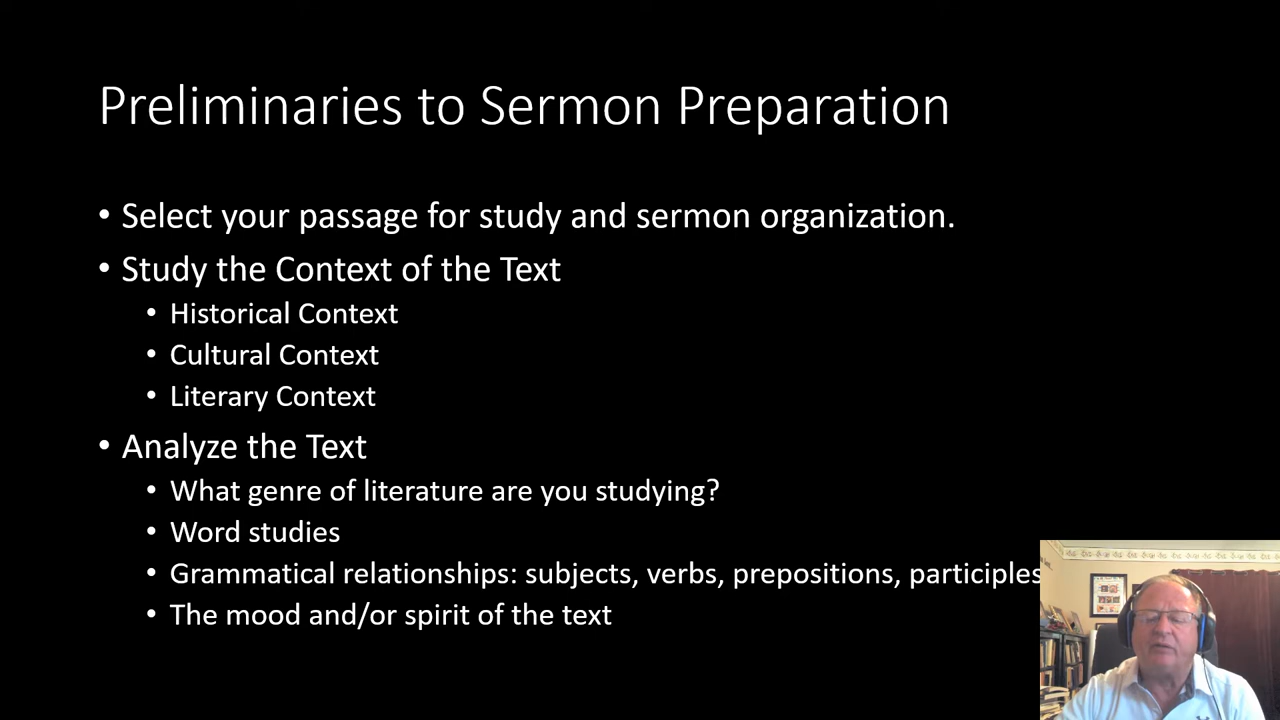 Preliminaries to Sermon Preparation
• Select your passage for study and sermon organization.
• Study the Context of the Text
• Historical Context
• Cultural Context
• Literary Context
• Analyze the Text
• What genre of literature are you studying?
• Word studies
• Grammatical relationships: subjects, verbs, prepositions, participles
• The mood and/or spirit of the text